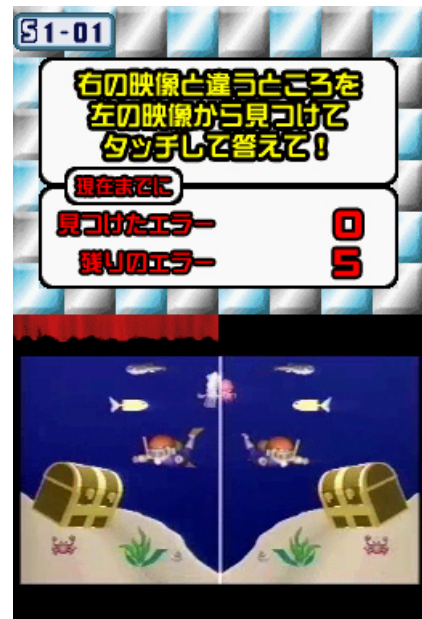 S1-01
右の映像と違うところを
左の映像から見つけて
タッチして答えて！
現在までに
見つけたエラー 0
残りのエラー 5